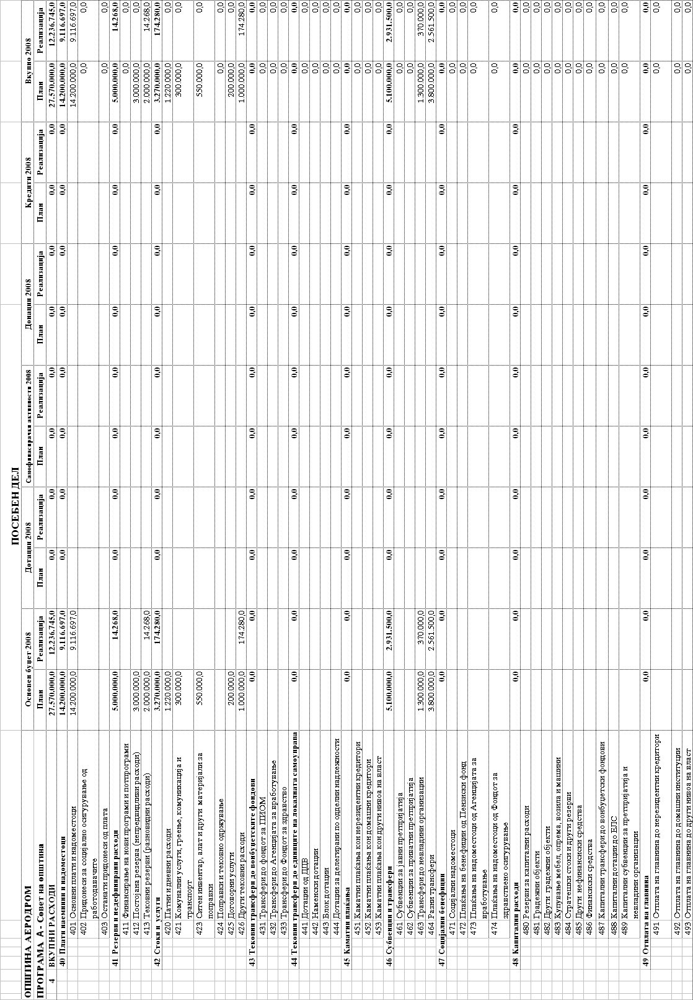 ПОСЕБЕН ДЕЛ
ОПШТИНА АЕРОДРОМ Основен буџет 2008 Дотации 2008 Самофинасирачки активности 2008 Донации 2008 Кредити 2008 Вкупно 2008
ПРОГРАМА А - Совет на општина План Реализација План Реализација План Реализација План Реализација План Реализација План Реализација
4 ВКУПНИ РАСХОДИ 27.570.000,0 12.236.745,0 0,0 0,0 0,0 0,0 0,0 0,0 0,0 0,0 27.570.000,0 12.236.745,0
40 Плати наемнини и надоместоци 14.200.000,0 9.116.697,0 0,0 0,0 0,0 0,0 0,0 0,0 0,0 0,0 14.200.000,0 9.116.697,0
401 Основни плати и надоместоци 14.200.000,0 9.116.697,0 14.200.000,0 9.116.697,0
402 Придонеси за социјално осигурување од 0,0 0,0
работодавачите
403 Останати придонеси од плата 0,0 0,0
41 Резерви и недефинирани расходи 5.000.000,0 14.268,0 0,0 0,0 0,0 0,0 0,0 0,0 0,0 0,0 5.000.000,0 14.268,0
411 Финансирање на нови програми и потпрограми 0,0 0,0
412 Постојана резерва (непредвидливи расходи) 3.000.000,0 3.000.000,0 0,0
413 Тековни резерви (разновидни расходи) 2.000.000,0 14.268,0 2.000.000,0 14.268,0
42 Стоки и услуги 3.270.000,0 174.280,0 0,0 0,0 0,0 0,0 0,0 0,0 0,0 0,0 3.270.000,0 174.280,0
420 Патни и дневни расходи 1.220.000,0 1.220.000,0 0,0
421 Комунални услуги, греење, комуникација и 300.000,0 300.000,0 0,0
транспорт
423 Ситен инвентар, алат и други материјали за 550.000,0 550.000,0 0,0
поправки
424 Поправки и тековно одржување 0,0 0,0
425 Договорни услуги 200.000,0 200.000,0 0,0
426 Други тековни расходи 1.000.000,0 174.280,0 1.000.000,0 174.280,0
43 Тековни трансфери до вонбуџетските фондови 0,0 0,0 0,0 0,0 0,0 0,0 0,0 0,0 0,0 0,0 0,0 0,0
431 Трансфери до фондот за ПИОМ 0,0 0,0
432 Трансфери до Агенцијата за вработување 0,0 0,0
433 Трансфери до Фондот за здравство 0,0 0,0
44 Тековни трансфери до единиците на локалната самоуправа 0,0 0,0 0,0 0,0 0,0 0,0 0,0 0,0 0,0 0,0 0,0 0,0
441 Дотации од ДДВ 0,0 0,0
442 Наменски дотации 0,0 0,0
443 Блок дотации 0,0 0,0
444 Дотации за делегирани по одделни надлежности 0,0 0,0
45 Каматни плаќања 0,0 0,0 0,0 0,0 0,0 0,0 0,0 0,0 0,0 0,0 0,0 0,0
451 Каматни плаќања кон нерезидентни кредитори 0,0 0,0
452 Каматни плаќања кон домашни кредитори 0,0 0,0
453 Каматни плаќања кон други нивоа на власт 0,0 0,0
46 Субвенции и трансфери 5.100.000,0 2.931.500,0 0,0 0,0 0,0 0,0 0,0 0,0 0,0 0,0 5.100.000,0 2.931.500,0
461 Субвенции за јавни претпријатија 0,0 0,0
462 Субвенции за приватни претпријатија 0,0 0,0
463 Трансфери до невладини организации 1.300.000,0 370.000,0 1.300.000,0 370.000,0
464 Разни трансфери 3.800.000,0 2.561.500,0 3.800.000,0 2.561.500,0
47 Социјални бенефиции 0,0 0,0 0,0 0,0 0,0 0,0 0,0 0,0 0,0 0,0 0,0 0,0
471 Социјални надоместоци 0,0 0,0
472 Плаќања на бенефиции од Пензиски фонд 0,0 0,0
473 Плаќања на надоместоци од Агенцијата за 0,0 0,0
вработување
474 Плаќања на надоместоци од Фондот за 0,0 0,0
здравствено осигурување
48 Капитални расходи 0,0 0,0 0,0 0,0 0,0 0,0 0,0 0,0 0,0 0,0 0,0 0,0
480 Резерви за капитални расходи 0,0 0,0
481 Градежни објекти 0,0 0,0
482 Други градежни објекти 0,0 0,0
483 Купување мебел, опрема, возила и машини 0,0 0,0
484 Стратешки стоки и други резерви 0,0 0,0
485 Други нефинансиски средства 0,0 0,0
486 Финансиски средства 0,0 0,0
487 Капитални трансфери до вонбуџетски фондови 0,0 0,0
488 Капитални дотации до ЕЛС 0,0 0,0
489 Капитални субвенции за претпријатија и 0,0 0,0
невладини организации
49 Отплата на главнина 0,0 0,0 0,0 0,0 0,0 0,0 0,0 0,0 0,0 0,0 0,0 0,0
491 Отплата на главнина до нерезидентни кредитори 0,0 0,0
492 Отплата на главнина до домашни институции 0,0 0,0
493 Отплата на главнина до други нивоа на власт 0,0 0,0